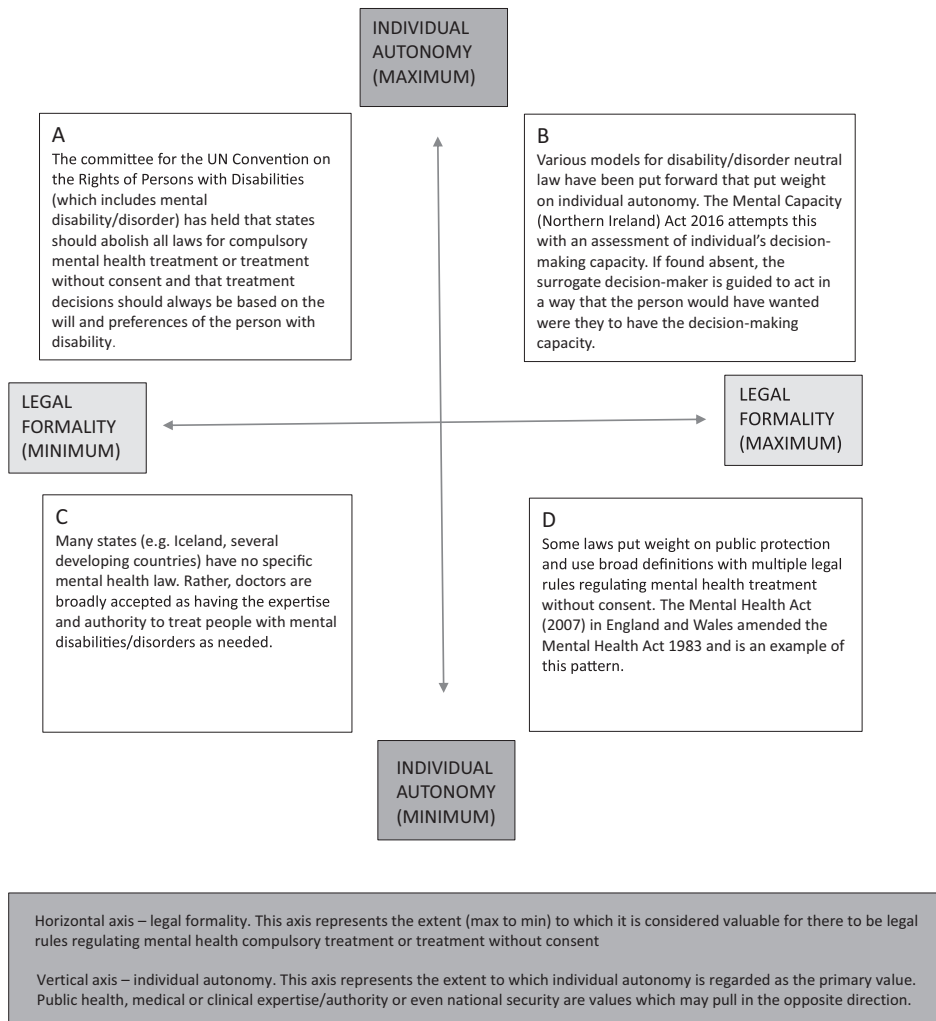 INDIVIDUAL
AUTONOMY
(MAXIMUM)
A
The committee for the UN Convention on
the Rights of Persons with Disabilities
(which includes mental
disability/disorder) has held that states
should abolish all laws for compulsory
mental health treatment or treatment
without consent and that treatment
decisions should always be based on the
will and preferences of the person with
disability.
B
Various models for disability/disorder neutral
law have been put forward that put weight
on individual autonomy. The Mental Capacity
(Northern Ireland) Act 2016 attempts this
with an assessment of individual's decision-
making capacity. If found absent, the
surrogate decision-maker is guided to act in
a way that the person would have wanted
were they to have the decision-making
capacity.
LEGAL
FORMALITY
(MINIMUM)
LEGAL
FORMALITY
(MAXIMUM)
C
Many states (e.g. Iceland, several
developing countries) have no specific
mental health law. Rather, doctors are
broadly accepted as having the expertise
and authority to treat people with mental
disabilities/disorders as needed.
D
Some laws put weight on public protection
and use broad definitions with multiple legal
rules regulating mental health treatment
without consent. The Mental Health Act
(2007) in England and Wales amended the
Mental Health Act 1983 and is an example of
this pattern.
INDIVIDUAL
AUTONOMY
(MINIMUM)
Horizontal axis – legal formality. This axis represents the extent (max to min) to which it is considered valuable for there to be legal
rules regulating mental health compulsory treatment or treatment without consent
Vertical axis – individual autonomy. This axis represents the extent to which individual autonomy is regarded as the primary value.
Public health, medical or clinical expertise/authority or even national security are values which may pull in the opposite direction.